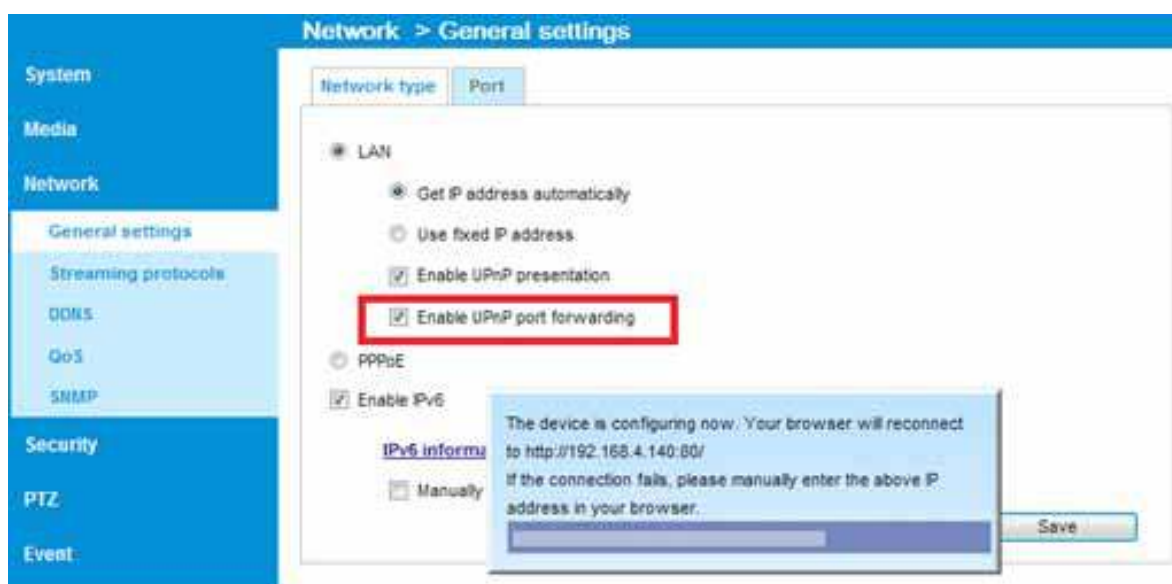 Network > General settings
System
Media
Network
General settings
Streaming protocols
DDNS
QoS
SNMP
Security
PTZ
Event
Network type
Port
LAN
Get IP address automatically
Use fixed IP address
Enable UPnP presentation
Enable UPnP port forwarding
PPPoE
Enable IPv6
IPv6 informa
Manually
The device is configuring now. Your browser will reconnect
to http://192.168.4.140:80/
If the connection fails, please manually enter the above IP
address in your browser.
Save